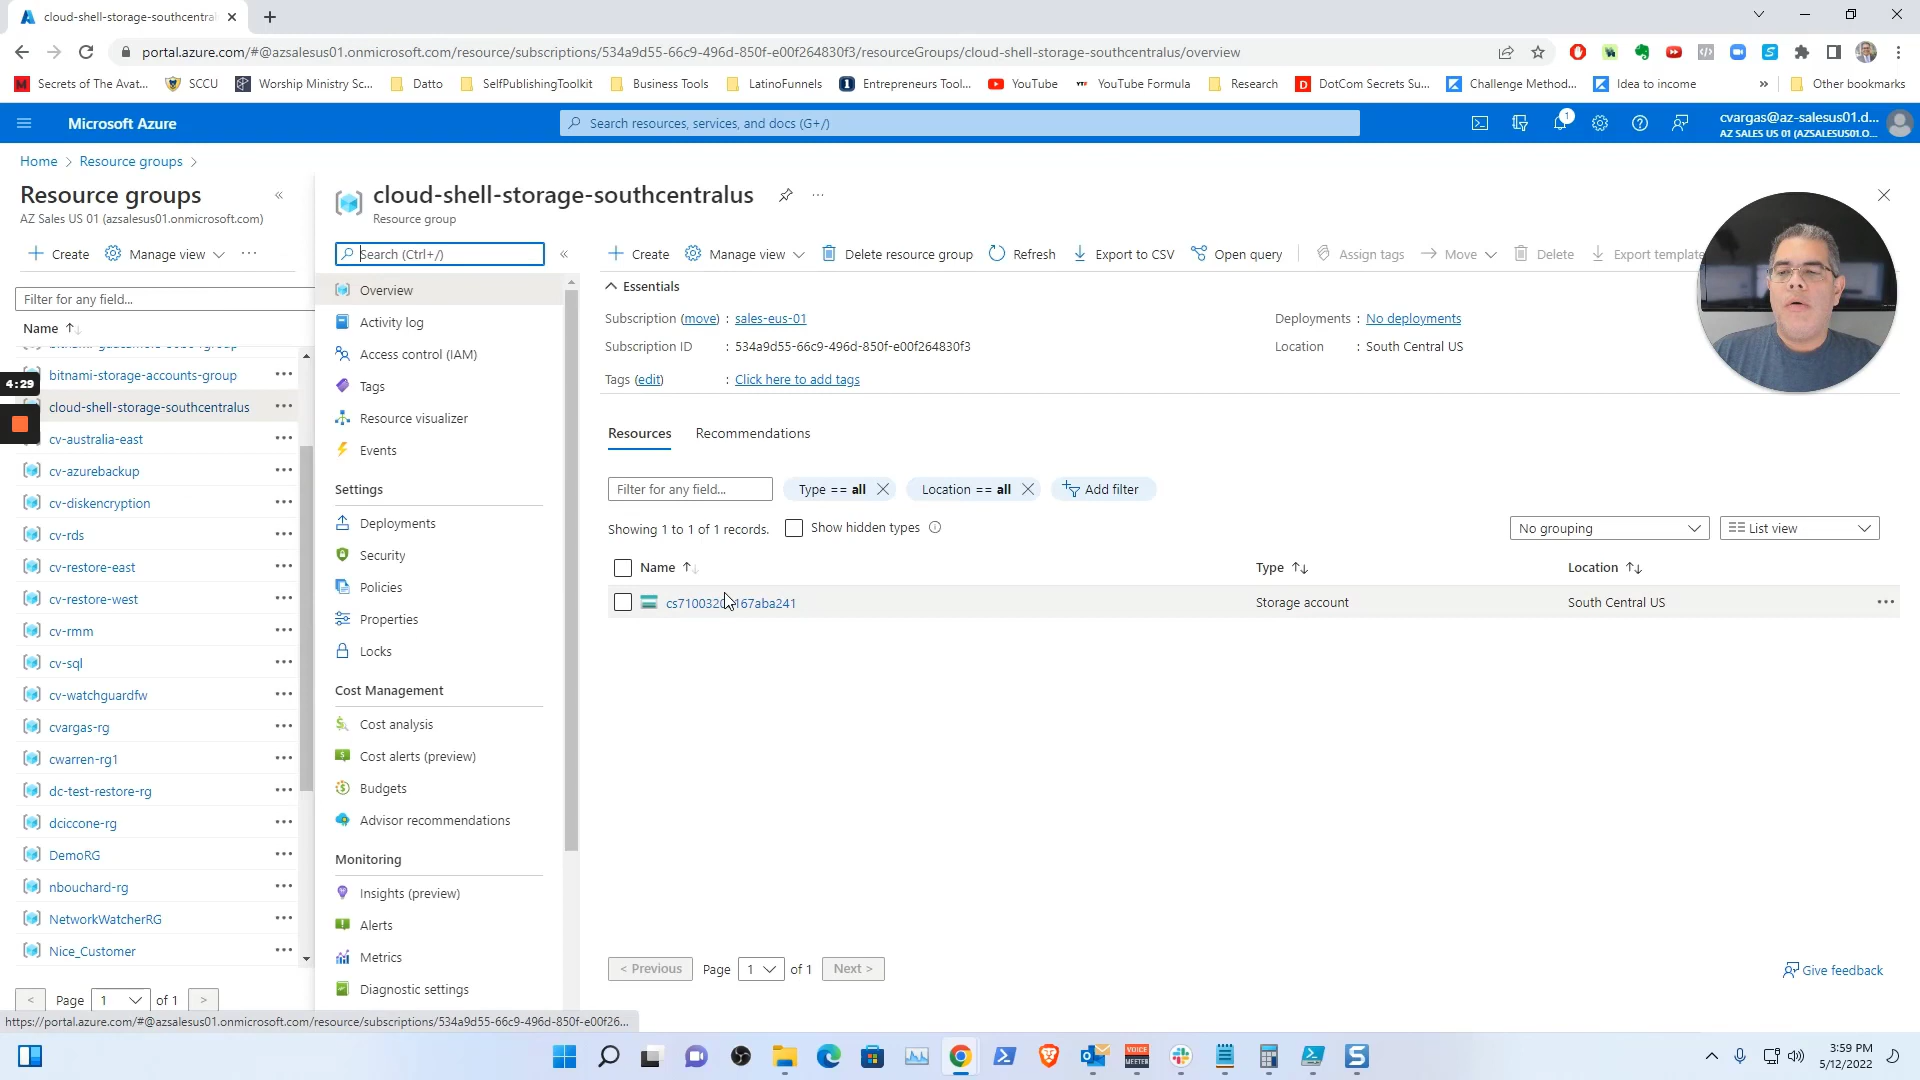 cloud-shell-storage-southcentral
portal.azure.com/#@azsalesus01.onmicrosoft.com/resource/subscriptions/534a9d55-66c9-496d-850f-e00f264830f3/resourceGroups/cloud-shell-storage-southcentralus/overview
Secrets of The Avat... SCCU Worship Ministry Sc... Datto SelfPublishingToolkit Business Tools LatinoFunnels Entrepreneurs Tool... YouTube YouTube Formula Research DotCom Secrets Su... Challenge Method... Idea to income » Other bookmarks
Microsoft Azure
Search resources, services, and docs (G+/)
1
cvargas@az-salesus01.d...
AZ SALES US 01 (AZSALESUS01.O...
Home > Resource groups >
Resource groups
AZ Sales US 01 (azsalesus01.onmicrosoft.com)
Create Manage view ...
Filter for any field...
Name
bitnami-storage-accounts-group
4:29
cloud-shell-storage-southcentralus
cv-australia-east
cv-azurebackup
cv-diskencryption
cv-rds
cv-restore-east
cv-restore-west
cv-rmm
cv-sql
cv-watchguardfw
cvargas-rg
cwarren-rg1
dc-test-restore-rg
dciccone-rg
DemoRG
nbouchard-rg
NetworkWatcherRG
Nice_Customer
< Page 1 of 1 >
cloud-shell-storage-southcentralus
Resource group
Search (Ctrl+/)
Overview
Activity log
Access control (IAM)
Tags
Resource visualizer
Events
Settings
Deployments
Security
Policies
Properties
Locks
Cost Management
Cost analysis
Cost alerts (preview)
Budgets
Advisor recommendations
Monitoring
Insights (preview)
Alerts
Metrics
Diagnostic settings
Create Manage view Delete resource group Refresh Export to CSV Open query Assign tags Move Delete Export template
Essentials
Subscription (move) : sales-eus-01
Subscription ID : 534a9d55-66c9-496d-850f-e00f264830f3
Tags (edit) : Click here to add tags
Deployments : No deployments
Location : South Central US
Resources Recommendations
Filter for any field... Type == all Location == all Add filter
Showing 1 to 1 of 1 records. Show hidden types
No grouping List view
Name Type Location
Storage account South Central US
< Previous Page 1 of 1 Next >
Give feedback
https://portal.azure.com/#@azsalesus01.onmicrosoft.com/resource/subscriptions/534a9d55-66c9-496d-850f-e00f26...
VOICE
MEETER
3:59 PM
5/12/2022